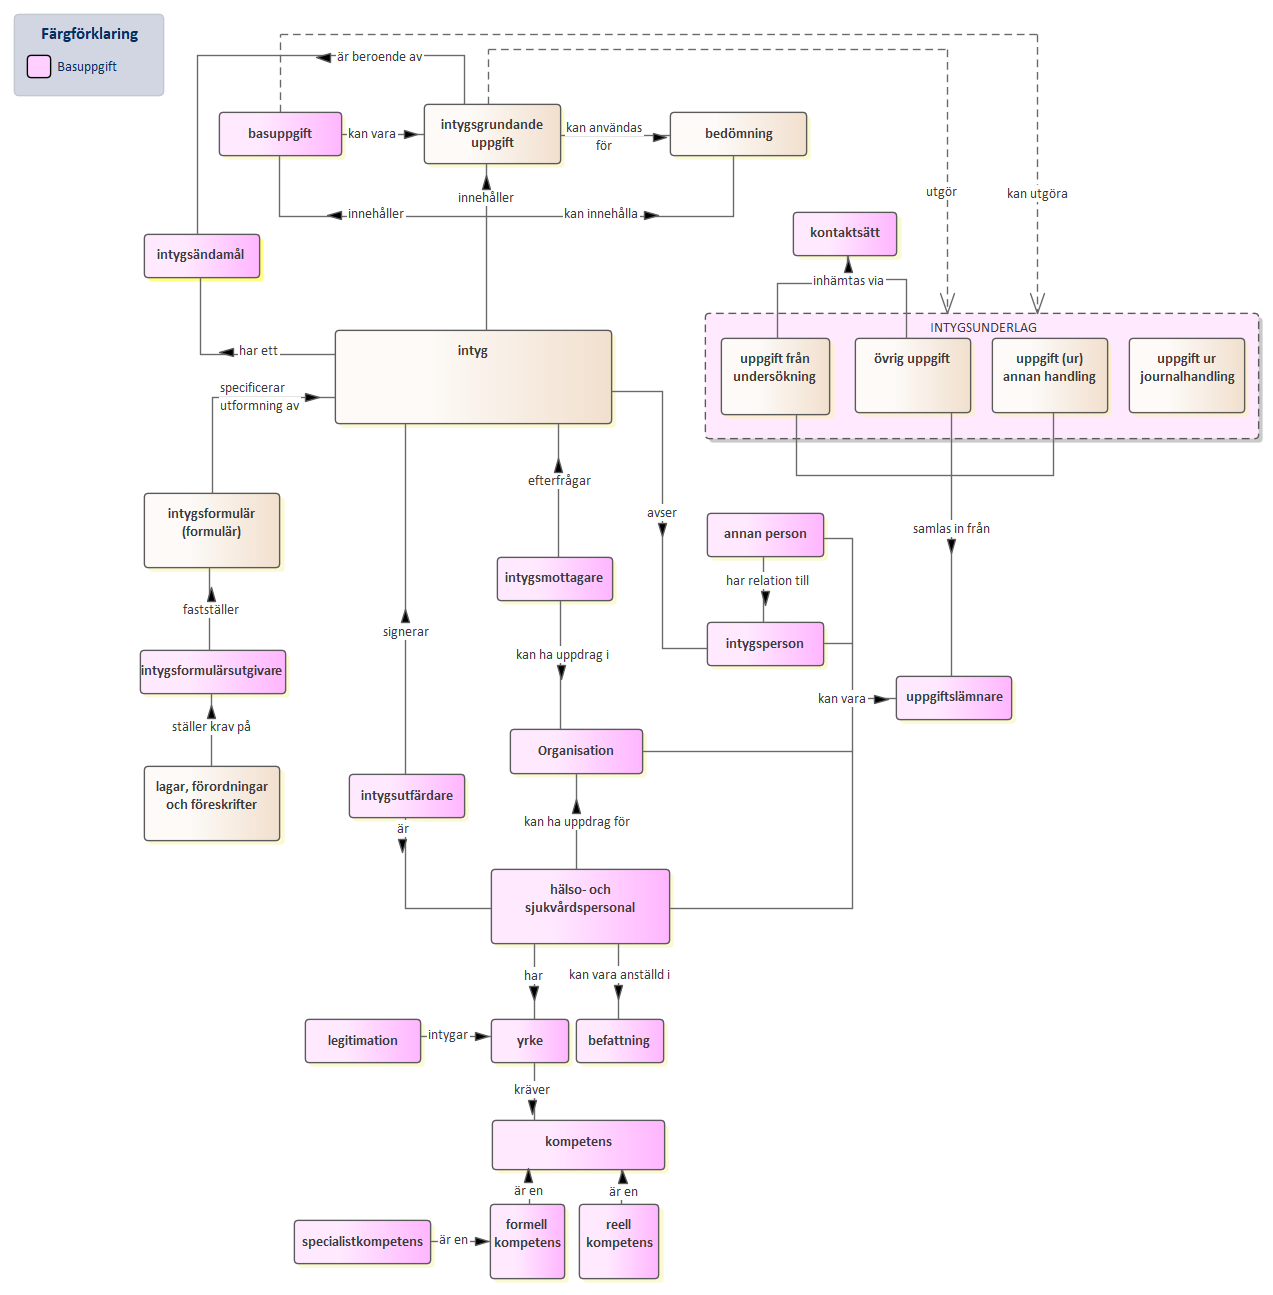 Färgförklaring
Basuppgift
är beroende av
basuppgift
kan vara
intygsgrundande
uppgift
kan användas
för
bedömning
innehåller
innehåller
kan innehålla
utgör
kan utgöra
kontaktsätt
intygsändamål
inhämtas via
INTYGSUNDERLAG
har ett
intyg
uppgift från
undersökning
övrig uppgift
uppgift (ur)
annan handling
uppgift ur
journalhandling
specificerar
utformning av
efterfrågar
intygsformulär
(formulär)
avser
annan person
samlas in från
fastställer
intygsmottagare
har relation till
signerar
intygsperson
intygsformulärsutgivare
kan ha uppdrag i
kan vara
uppgiftslämnare
ställer krav på
Organisation
lagar, förordningar
och föreskrifter
intygsutfärdare
är
kan ha uppdrag för
hälso- och
sjukvårdspersonal
har
kan vara anställd i
legitimation
intygar
yrke
befattning
kräver
kompetens
är en
är en
specialistkompetens
är en
formell
kompetens
reell
kompetens